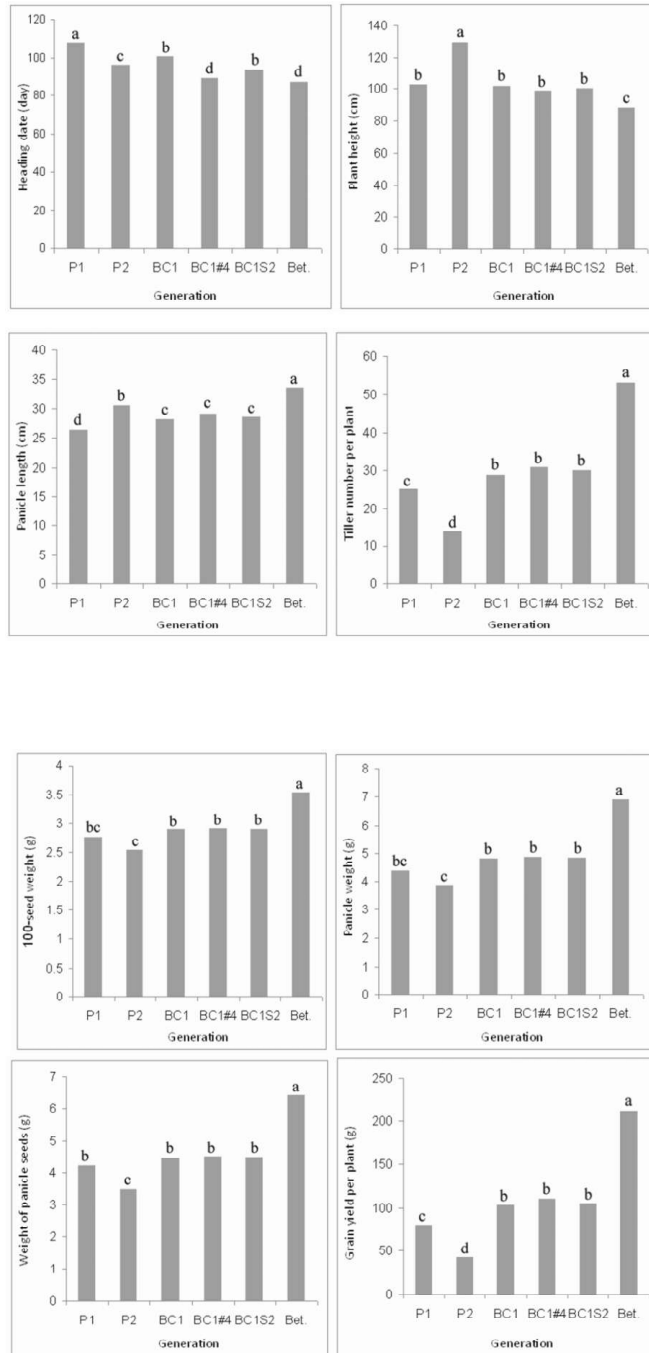 Heading date (day)
120
100
80
60
40
20
0
a c b d b d
P1 P2 BC1 BC1#4 BC1S2 Bet.
Generation
Plant height (cm)
140
120
100
80
60
40
20
0
b a b b b c
P1 P2 BC1 BC1#4 BC1S2 Bet.
Generation
Panicle length (cm)
40
35
30
25
20
15
10
5
0
d b c c c a
P1 P2 BC1 BC1#4 BC1S2 Bet.
Generation
Tiller number per plant
60
50
40
30
20
10
0
c d b b b a
P1 P2 BC1 BC1#4 BC1S2 Bet.
Generation
100-seed weight (g)
4
3.5
3
2.5
2
1.5
1
0.5
0
bc c b b b a
P1 P2 BC1 BC1#4 BC1S2 Bet.
Generation
Fanicle weight (g)
8
7
6
5
4
3
2
1
0
bc c b b b a
P1 P2 BC1 BC1#4 BC1S2 Bet.
Generation
Weight of panicle seeds (g)
7
6
5
4
3
2
1
0
b c b b b a
P1 P2 BC1 BC1#4 BC1S2 Bet.
Generation
Grain yield per plant (g)
250
200
150
100
50
0
c d b b b a
P1 P2 BC1 BC1#4 BC1S2 Bet.
Generation